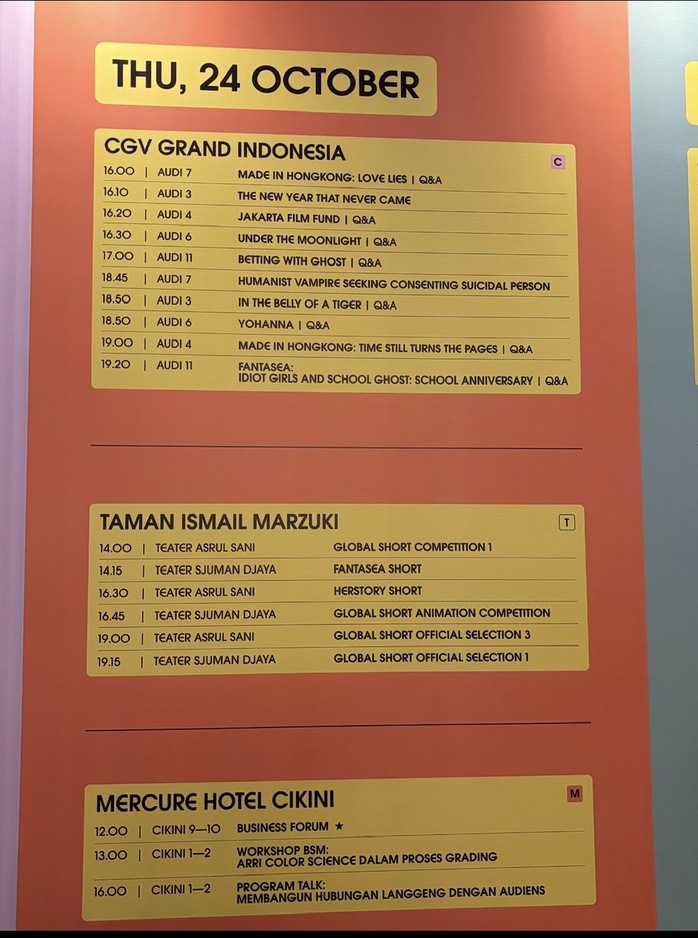 THU, 24 OCTOBER
CGV GRAND INDONESIA C
16.00 | AUDI 7 MADE IN HONGKONG: LOVE LIES | Q&A
16.10 | AUDI 3 THE NEW YEAR THAT NEVER CAME
16.20 | AUDI 4 JAKARTA FILM FUND | Q&A
16.30 | AUDI 6 UNDER THE MOONLIGHT | Q&A
17.00 | AUDI 11 BETTING WITH GHOST | Q&A
18.45 | AUDI 7 HUMANIST VAMPIRE SEEKING CONSENTING SUICIDAL PERSON
18.50 | AUDI 3 IN THE BELLY OF A TIGER | Q&A
18.50 | AUDI 6 YOHANNA | Q&A
19.00 | AUDI 4 MADE IN HONGKONG: TIME STILL TURNS THE PAGES | Q&A
19.20 | AUDI 11 FANTASEA:
IDIOT GIRLS AND SCHOOL GHOST: SCHOOL ANNIVERSARY | Q&A
TAMAN ISMAIL MARZUKI T
14.00 | TEATER ASRUL SANI GLOBAL SHORT COMPETITION 1
14.15 | TEATER SJUMAN DJAYA FANTASEA SHORT
16.30 | TEATER ASRUL SANI HERSTORY SHORT
16.45 | TEATER SJUMAN DJAYA GLOBAL SHORT ANIMATION COMPETITION
19.00 | TEATER ASRUL SANI GLOBAL SHORT OFFICIAL SELECTION 3
19.15 | TEATER SJUMAN DJAYA GLOBAL SHORT OFFICIAL SELECTION 1
MERCURE HOTEL CIKINI M
12.00 | CIKINI 9—10 BUSINESS FORUM ★
13.00 | CIKINI 1—2 WORKSHOP BSM:
ARRI COLOR SCIENCE DALAM PROSES GRADING
16.00 | CIKINI 1—2 PROGRAM TALK:
MEMBANGUN HUBUNGAN LANGGENG DENGAN AUDIENS